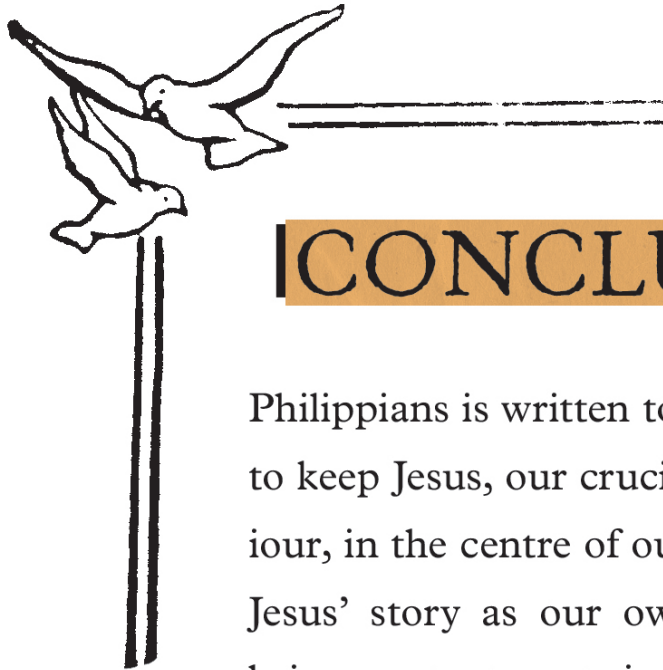 CONCLU
Philippians is written to
to keep Jesus, our cruci
iour, in the centre of ou
Jesus’ story as our ow